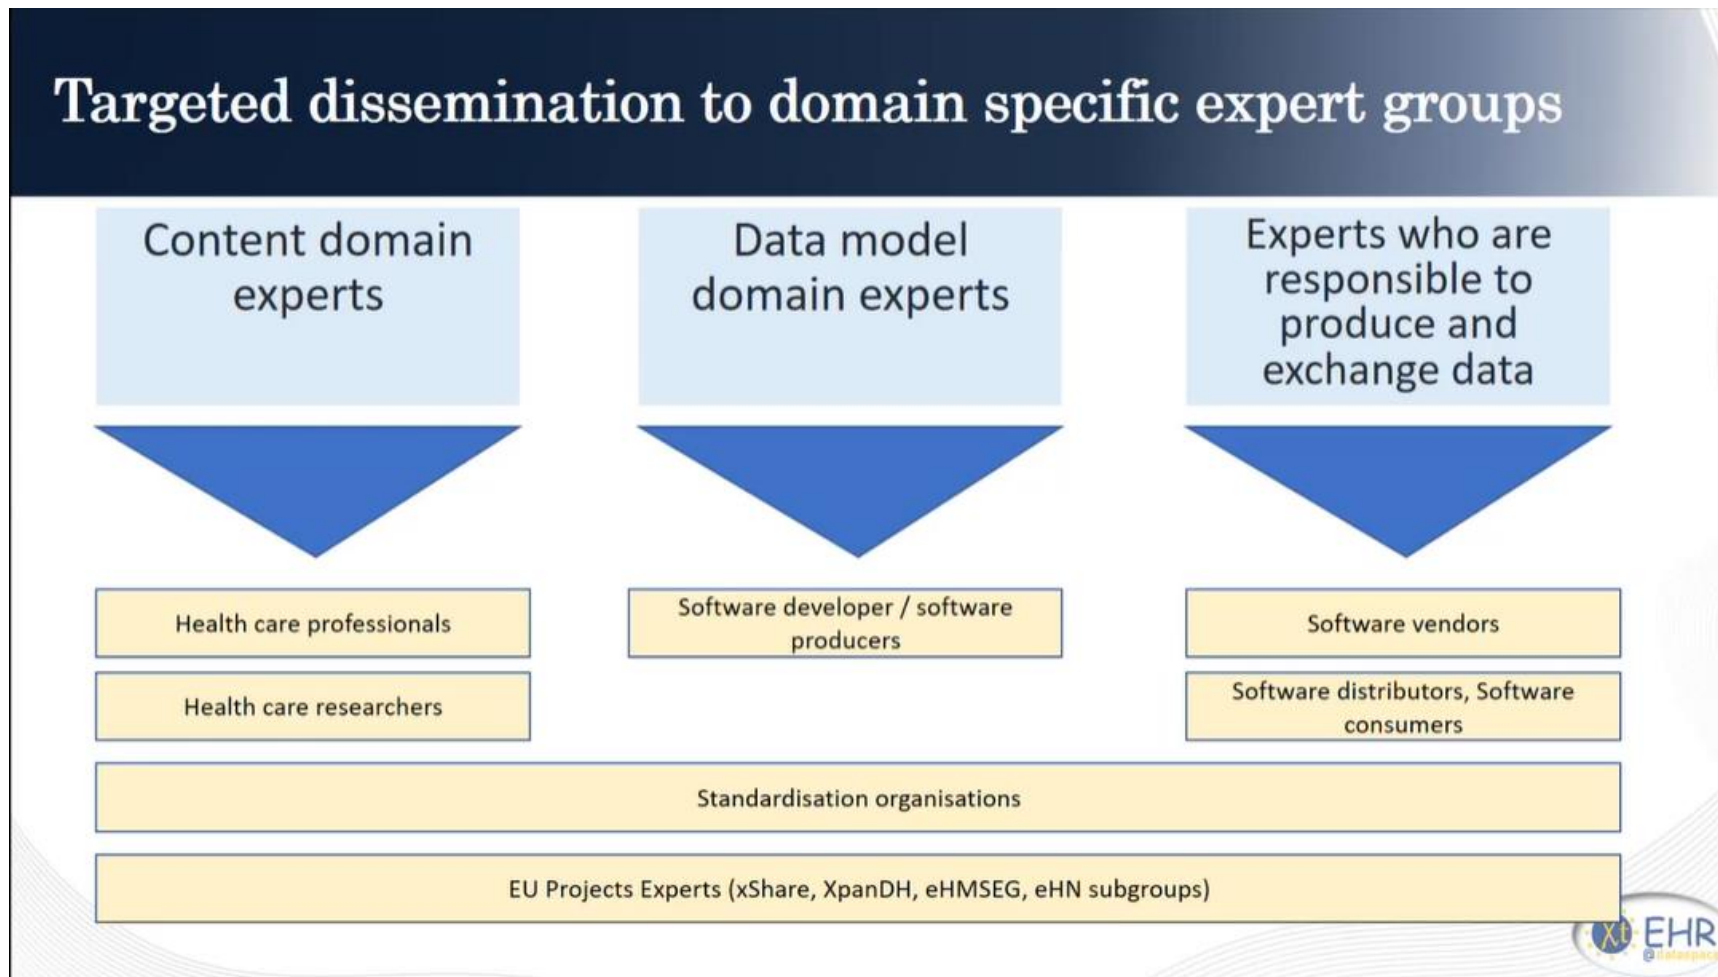 Targeted dissemination to domain specific expert groups
Content domain
experts
Data model
domain experts
Experts who are
responsible to
produce and
exchange data
Health care professionals
Software developer / software
producers
Software vendors
Health care researchers
Software distributors, Software
consumers
Standardisation organisations
EU Projects Experts (xShare, XpanDH, eHMSEG, eHN subgroups)
Xt EHR
@dataspace